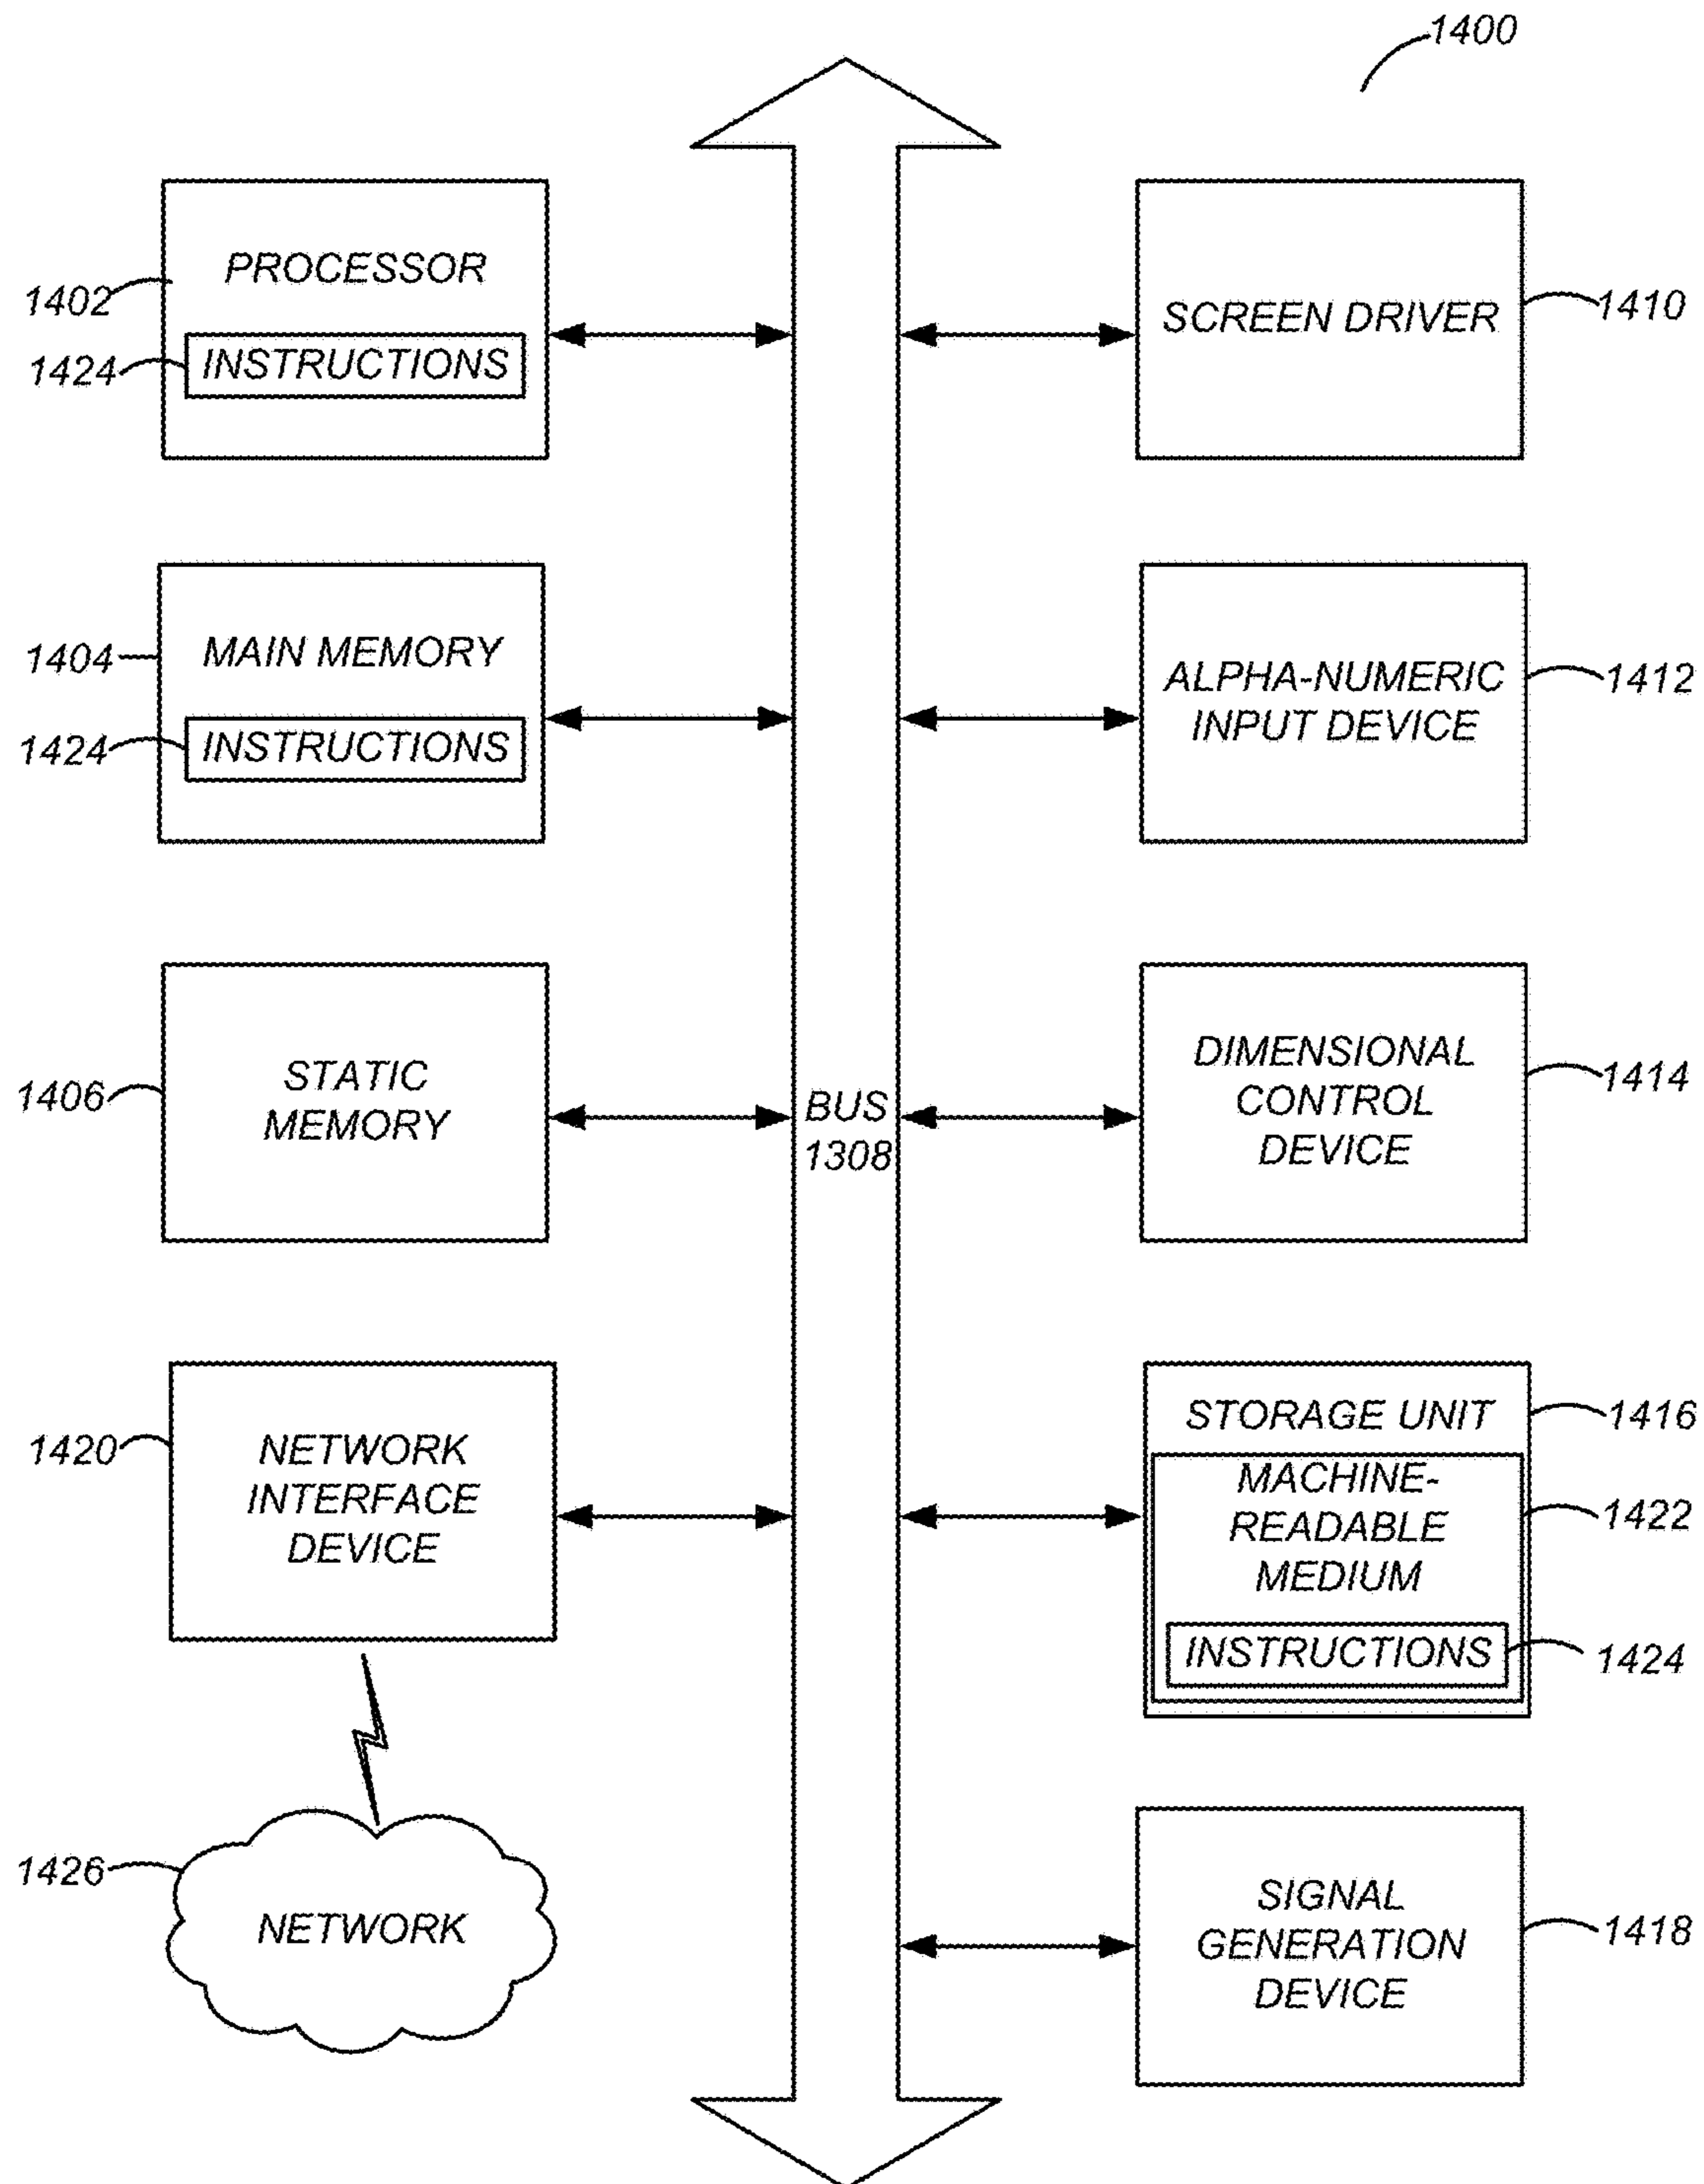 1400
PROCESSOR
1402
1424
INSTRUCTIONS
SCREEN DRIVER
1410
MAIN MEMORY
1404
1424
INSTRUCTIONS
ALPHA-NUMERIC
INPUT DEVICE
1412
STATIC
MEMORY
1406
BUS
1308
DIMENSIONAL
CONTROL
DEVICE
1414
1420
NETWORK
INTERFACE
DEVICE
STORAGE UNIT
1416
MACHINE-
READABLE
MEDIUM
1422
INSTRUCTIONS
1424
1426
NETWORK
SIGNAL
GENERATION
DEVICE
1418